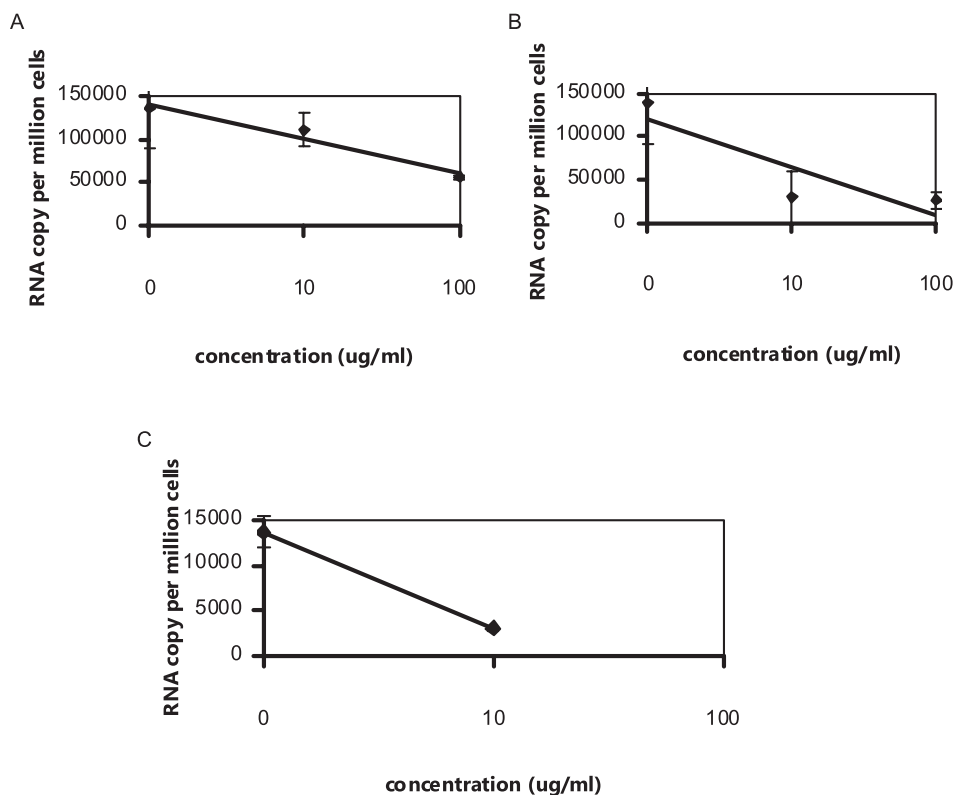 A
RNA copy per million cells
150000
100000
50000
0
0 10 100
concentration (ug/ml)
B
RNA copy per million cells
150000
100000
50000
0
0 10 100
concentration (ug/ml)
C
RNA copy per million cells
15000
10000
5000
0
0 10 100
concentration (ug/ml)